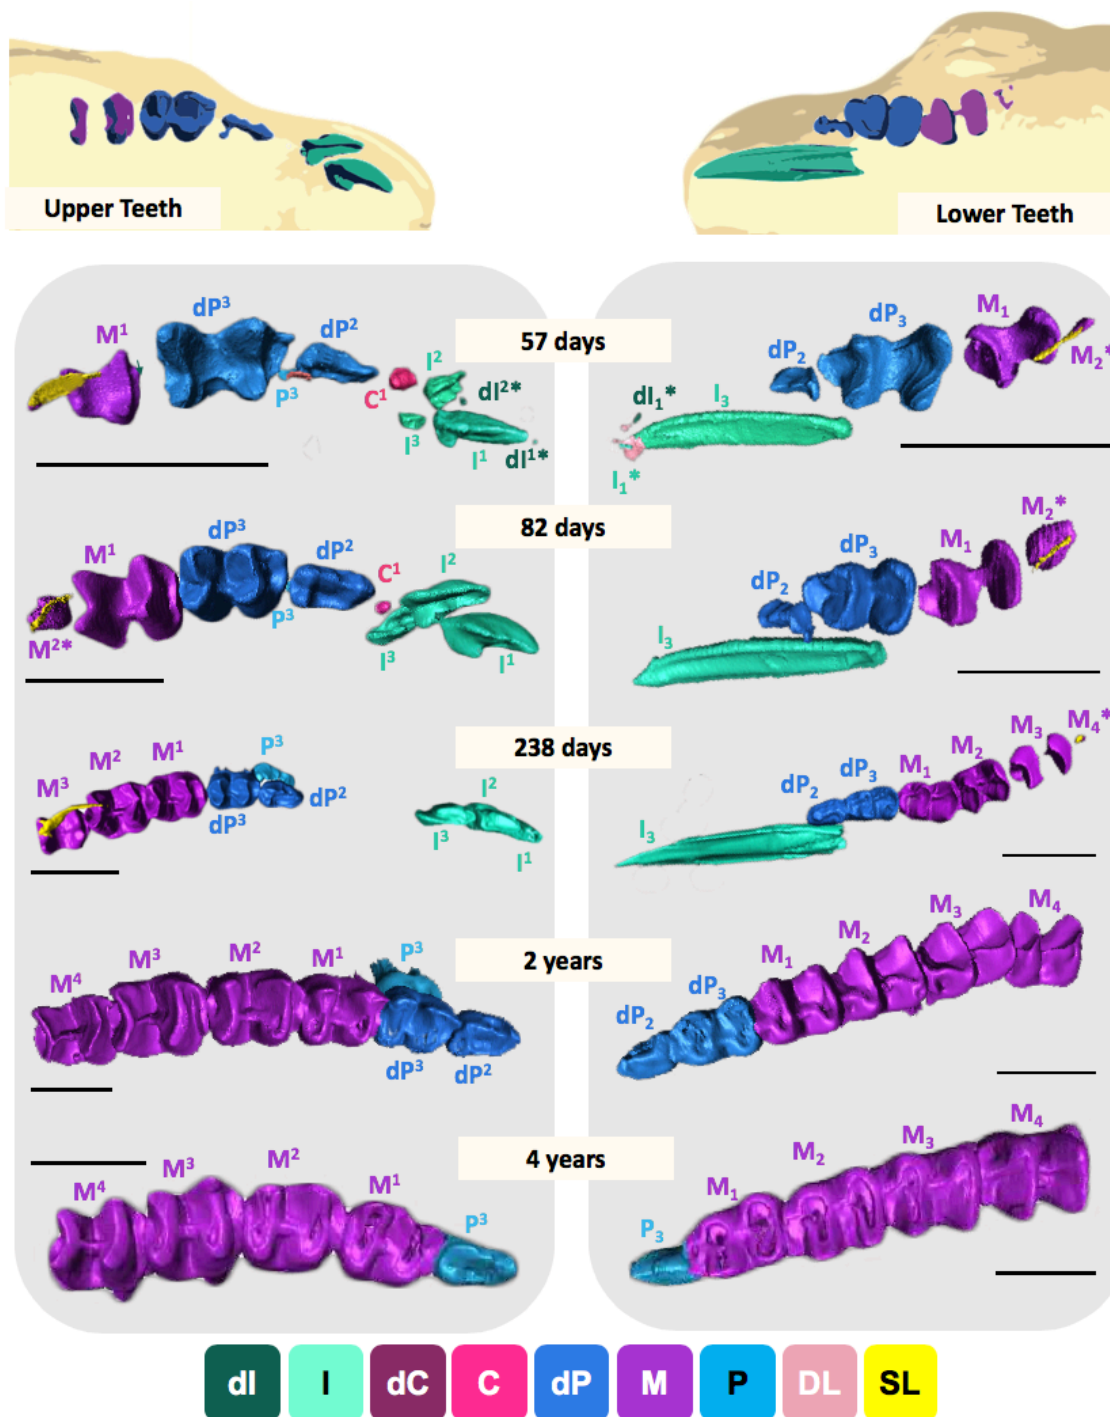 Upper Teeth
Lower Teeth
57 days
M¹
dP³
dP²
P³
C¹
I²
dI²*
I³
I¹
dI¹*
dI₁*
I₁*
I₃
dP₂
dP₃
M₁
M₂*
82 days
M²*
M¹
dP³
P³
dP²
C¹
I²
I³
I¹
I₃
dP₂
dP₃
M₁
M₂*
238 days
M³
M²
M¹
dP³
P³
dP²
I³
I²
I¹
I₃
dP₂
dP₃
M₁
M₂
M₃
M₄*
2 years
M⁴
M³
M²
M¹
P³
dP³
dP²
dP₂
dP₃
M₁
M₂
M₃
M₄
4 years
M⁴
M³
M²
M¹
P³
P₃
M₁
M₂
M₃
M₄
dI I dC C dP M P DL SL